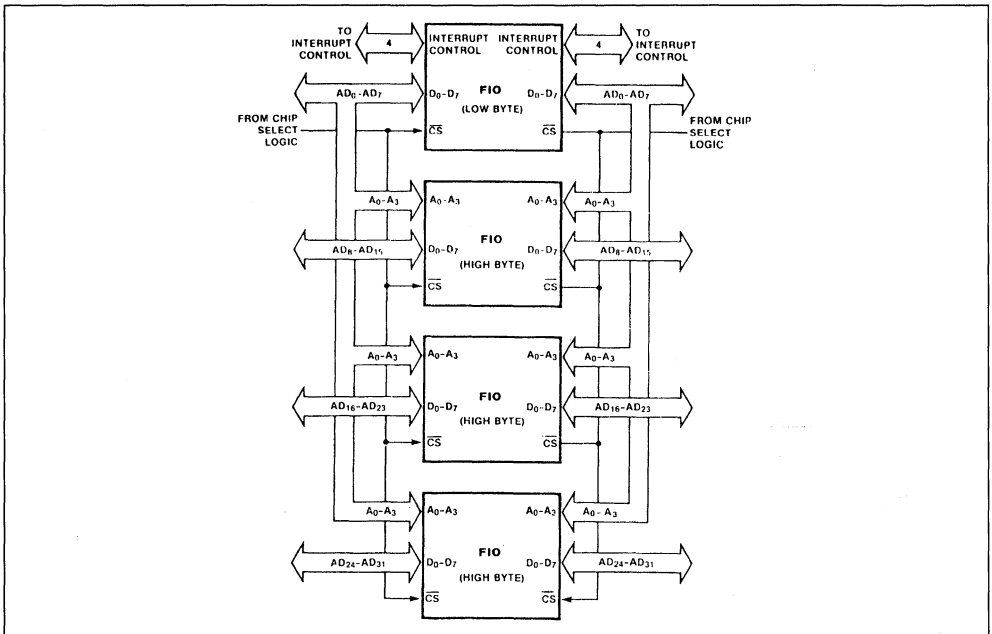 TO
INTERRUPT
CONTROL
4
INTERRUPT
CONTROL
INTERRUPT
CONTROL
4
TO
INTERRUPT
CONTROL
AD0-AD7
D0-D7
FIO
(LOW BYTE)
D0-D7
AD0-AD7
FROM CHIP
SELECT
LOGIC
CS
CS
FROM CHIP
SELECT
LOGIC
A0-A3
A0-A3
A0-A3
A0-A3
AD8-AD15
D0-D7
FIO
(HIGH BYTE)
D0-D7
AD8-AD15
CS
CS
A0-A3
A0-A3
A0-A3
A0-A3
AD16-AD23
D0-D7
FIO
(HIGH BYTE)
D0-D7
AD16-AD23
CS
CS
A0-A3
A0-A3
A0-A3
A0-A3
AD24-AD31
D0-D7
FIO
(HIGH BYTE)
D0-D7
AD24-AD31
CS
CS